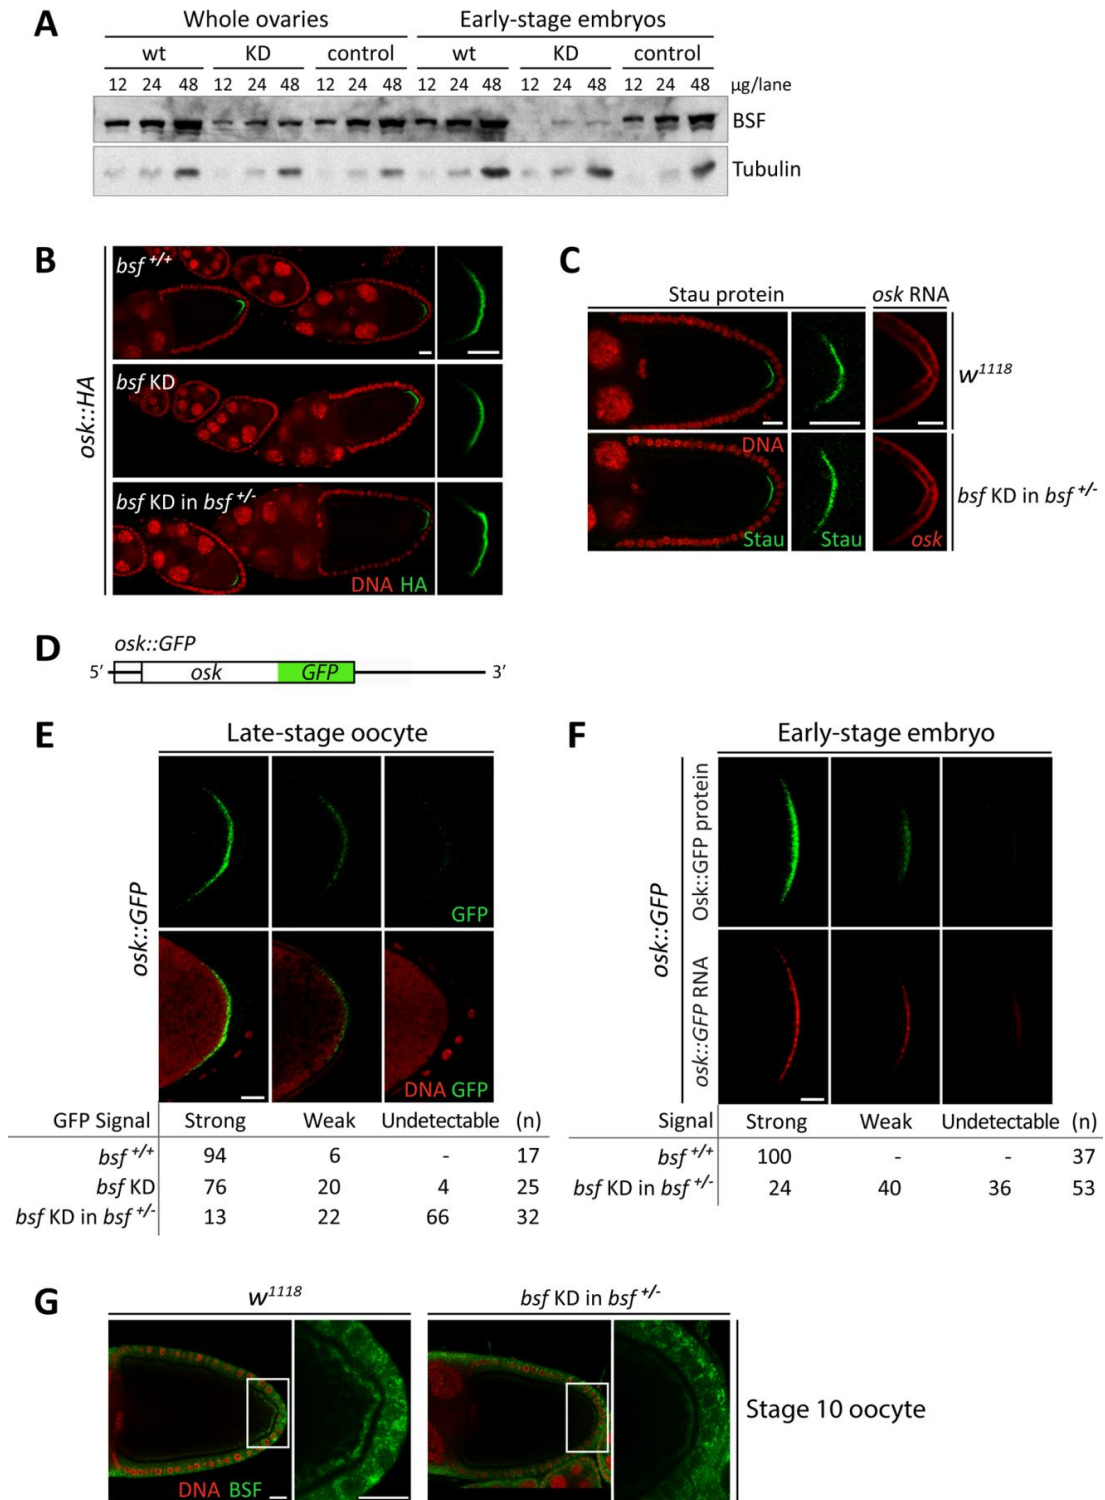 A
Whole ovaries Early-stage embryos
wt KD control wt KD control
12 24 48 12 24 48 12 24 48 12 24 48 12 24 48 12 24 48 µg/lane
BSF
Tubulin
B
osk::HA
bsf +/+
bsf KD
bsf KD in bsf +/-
DNA HA
C
Stau protein osk RNA
w1118
DNA
bsf KD in bsf +/-
Stau Stau osk
D
osk::GFP
5′ osk GFP 3′
E
Late-stage oocyte
osk::GFP
GFP
DNA GFP
GFP Signal Strong Weak Undetectable (n)
bsf +/+ 94 6 - 17
bsf KD 76 20 4 25
bsf KD in bsf +/- 13 22 66 32
F
Early-stage embryo
osk::GFP
Osk::GFP protein
osk::GFP RNA
Signal Strong Weak Undetectable (n)
bsf +/+ 100 - - 37
bsf KD in bsf +/- 24 40 36 53
G
w1118 bsf KD in bsf +/-
DNA BSF
Stage 10 oocyte